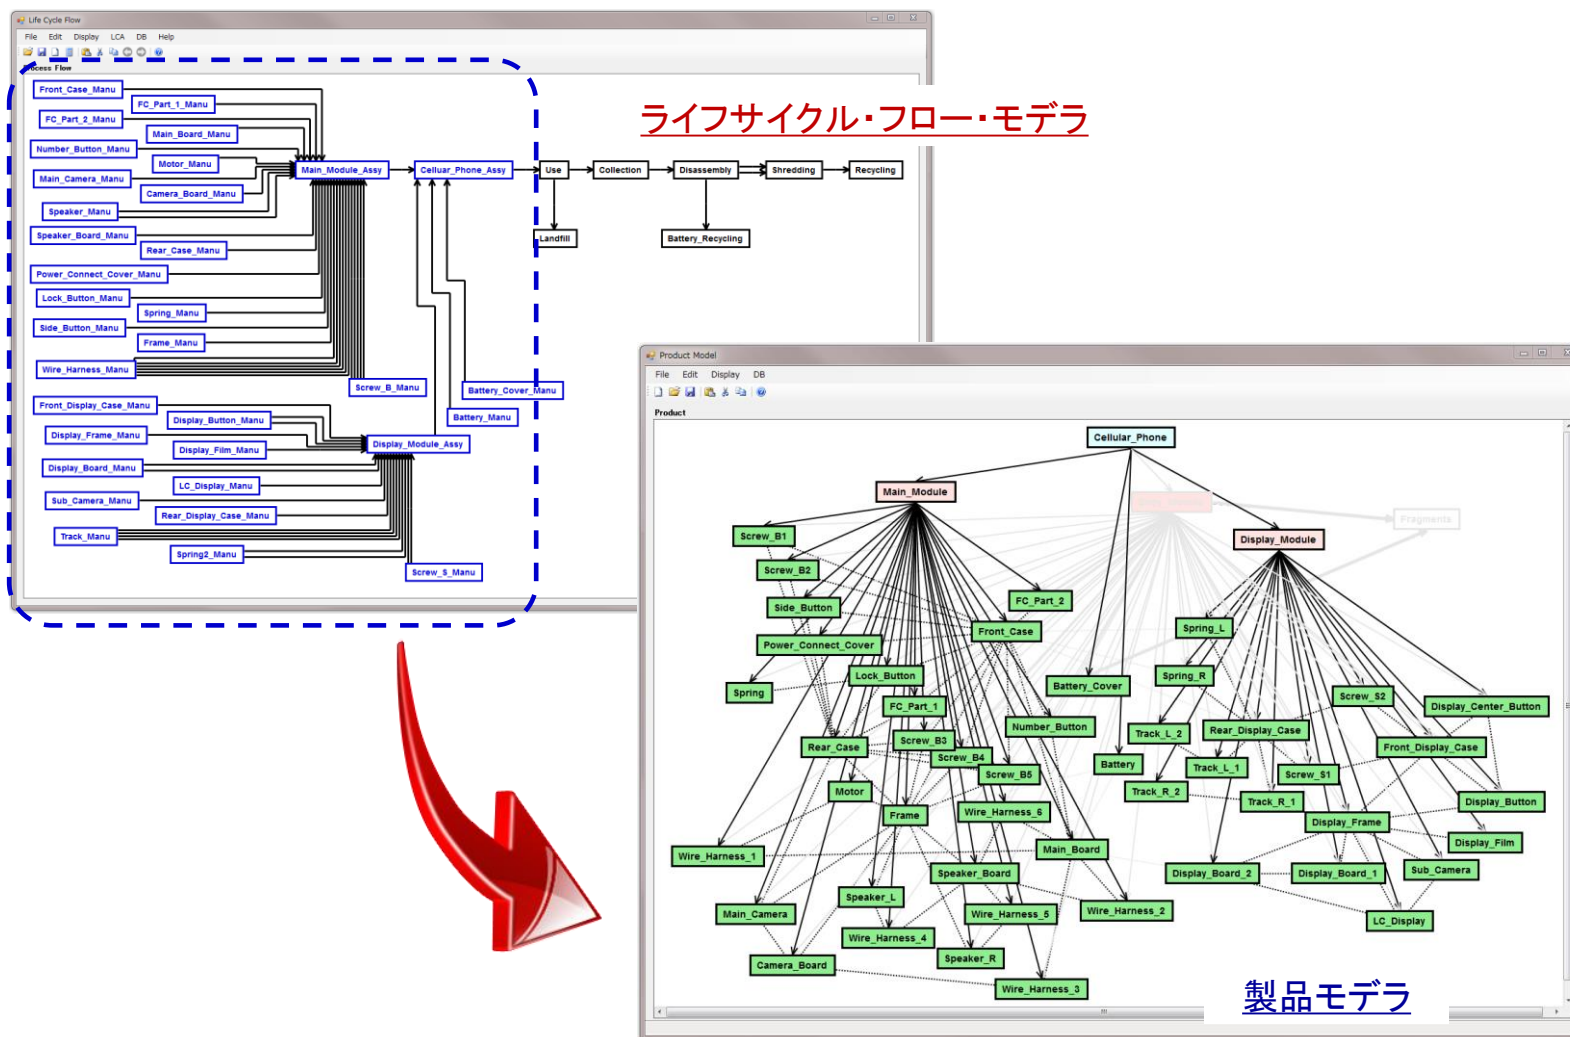 Life Cycle Flow
File Edit Display LCA DB Help
Process Flow
Front_Case_Manu
FC_Part_1_Manu
FC_Part_2_Manu
Main_Board_Manu
Number_Button_Manu
Motor_Manu
Main_Camera_Manu
Camera_Board_Manu
Speaker_Manu
Speaker_Board_Manu
Rear_Case_Manu
Power_Connect_Cover_Manu
Lock_Button_Manu
Spring_Manu
Side_Button_Manu
Frame_Manu
Wire_Harness_Manu
Screw_B_Manu
Battery_Cover_Manu
Battery_Manu
Main_Module_Assy
Celluar_Phone_Assy
Use
Collection
Disassembly
Shredding
Recycling
Landfill
Battery_Recycling
Front_Display_Case_Manu
Display_Button_Manu
Display_Frame_Manu
Display_Film_Manu
Display_Module_Assy
Display_Board_Manu
LC_Display_Manu
Sub_Camera_Manu
Rear_Display_Case_Manu
Track_Manu
Spring2_Manu
Screw_S_Manu
ライフサイクル・フロー・モデラ
Product Model
File Edit Display DB
Product
Cellular_Phone
Main_Module
Fragments
Display_Module
Screw_B1
Screw_B2
Side_Button
FC_Part_2
Front_Case
Power_Connect_Cover
Lock_Button
Spring
FC_Part_1
Battery_Cover
Number_Button
Rear_Case
Screw_B3
Screw_B4
Screw_B5
Battery
Motor
Frame
Wire_Harness_6
Main_Board
Wire_Harness_1
Speaker_Board
Speaker_L
Main_Camera
Wire_Harness_5
Wire_Harness_2
Wire_Harness_4
Camera_Board
Speaker_R
Wire_Harness_3
Spring_L
Spring_R
Screw_S2
Display_Center_Button
Track_L_2
Rear_Display_Case
Front_Display_Case
Track_L_1
Screw_S1
Track_R_2
Track_R_1
Display_Button
Display_Frame
Display_Film
Display_Board_2
Display_Board_1
Sub_Camera
LC_Display
製品モデラ